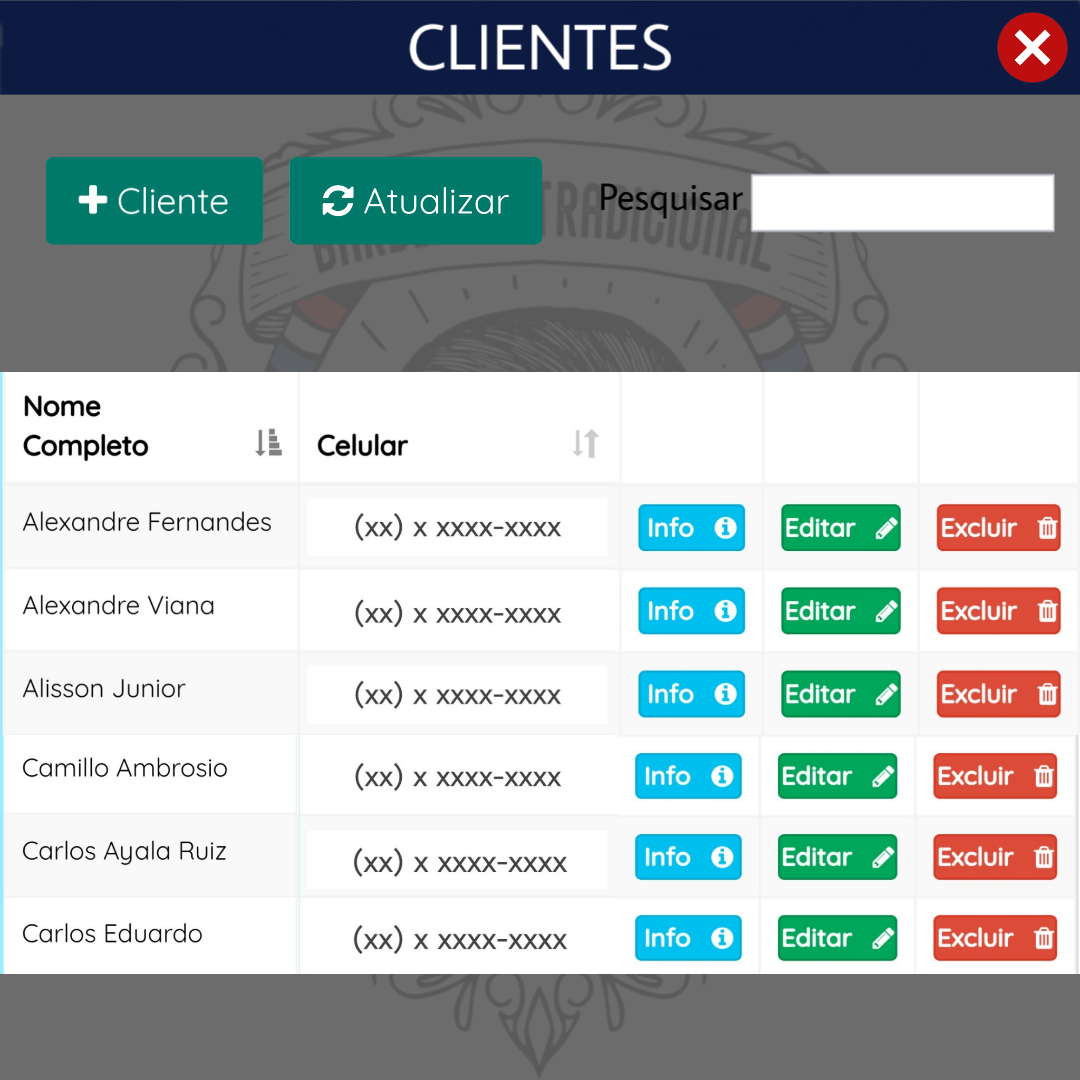 CLIENTES
Cliente
Atualizar
Pesquisar
TRADICIONAL
Nome
Completo
Celular
Alexandre Fernandes (xx) x xxxx-xxxx Info Editar Excluir
Alexandre Viana (xx) x xxxx-xxxx Info Editar Excluir
Alisson Junior (xx) x xxxx-xxxx Info Editar Excluir
Camillo Ambrosio (xx) x xxxx-xxxx Info Editar Excluir
Carlos Ayala Ruiz (xx) x xxxx-xxxx Info Editar Excluir
Carlos Eduardo (xx) x xxxx-xxxx Info Editar Excluir